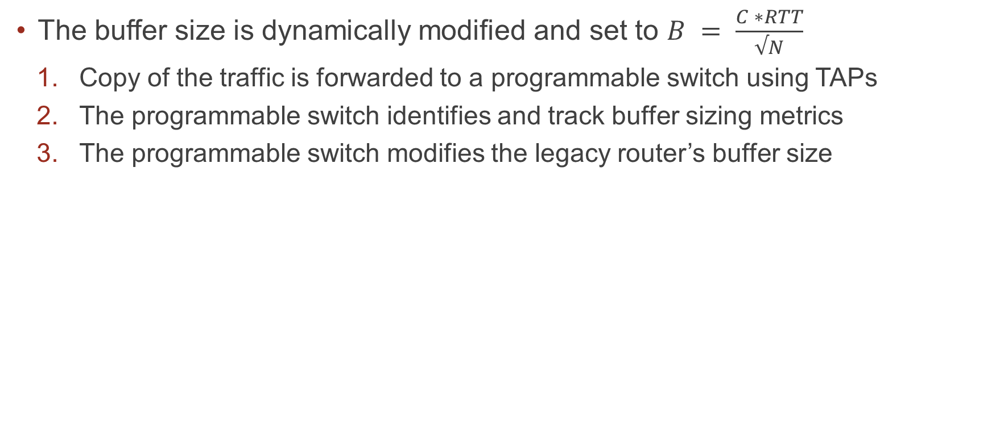 • The buffer size is dynamically modified and set to B = C *RTT / √N
1. Copy of the traffic is forwarded to a programmable switch using TAPs
2. The programmable switch identifies and track buffer sizing metrics
3. The programmable switch modifies the legacy router’s buffer size